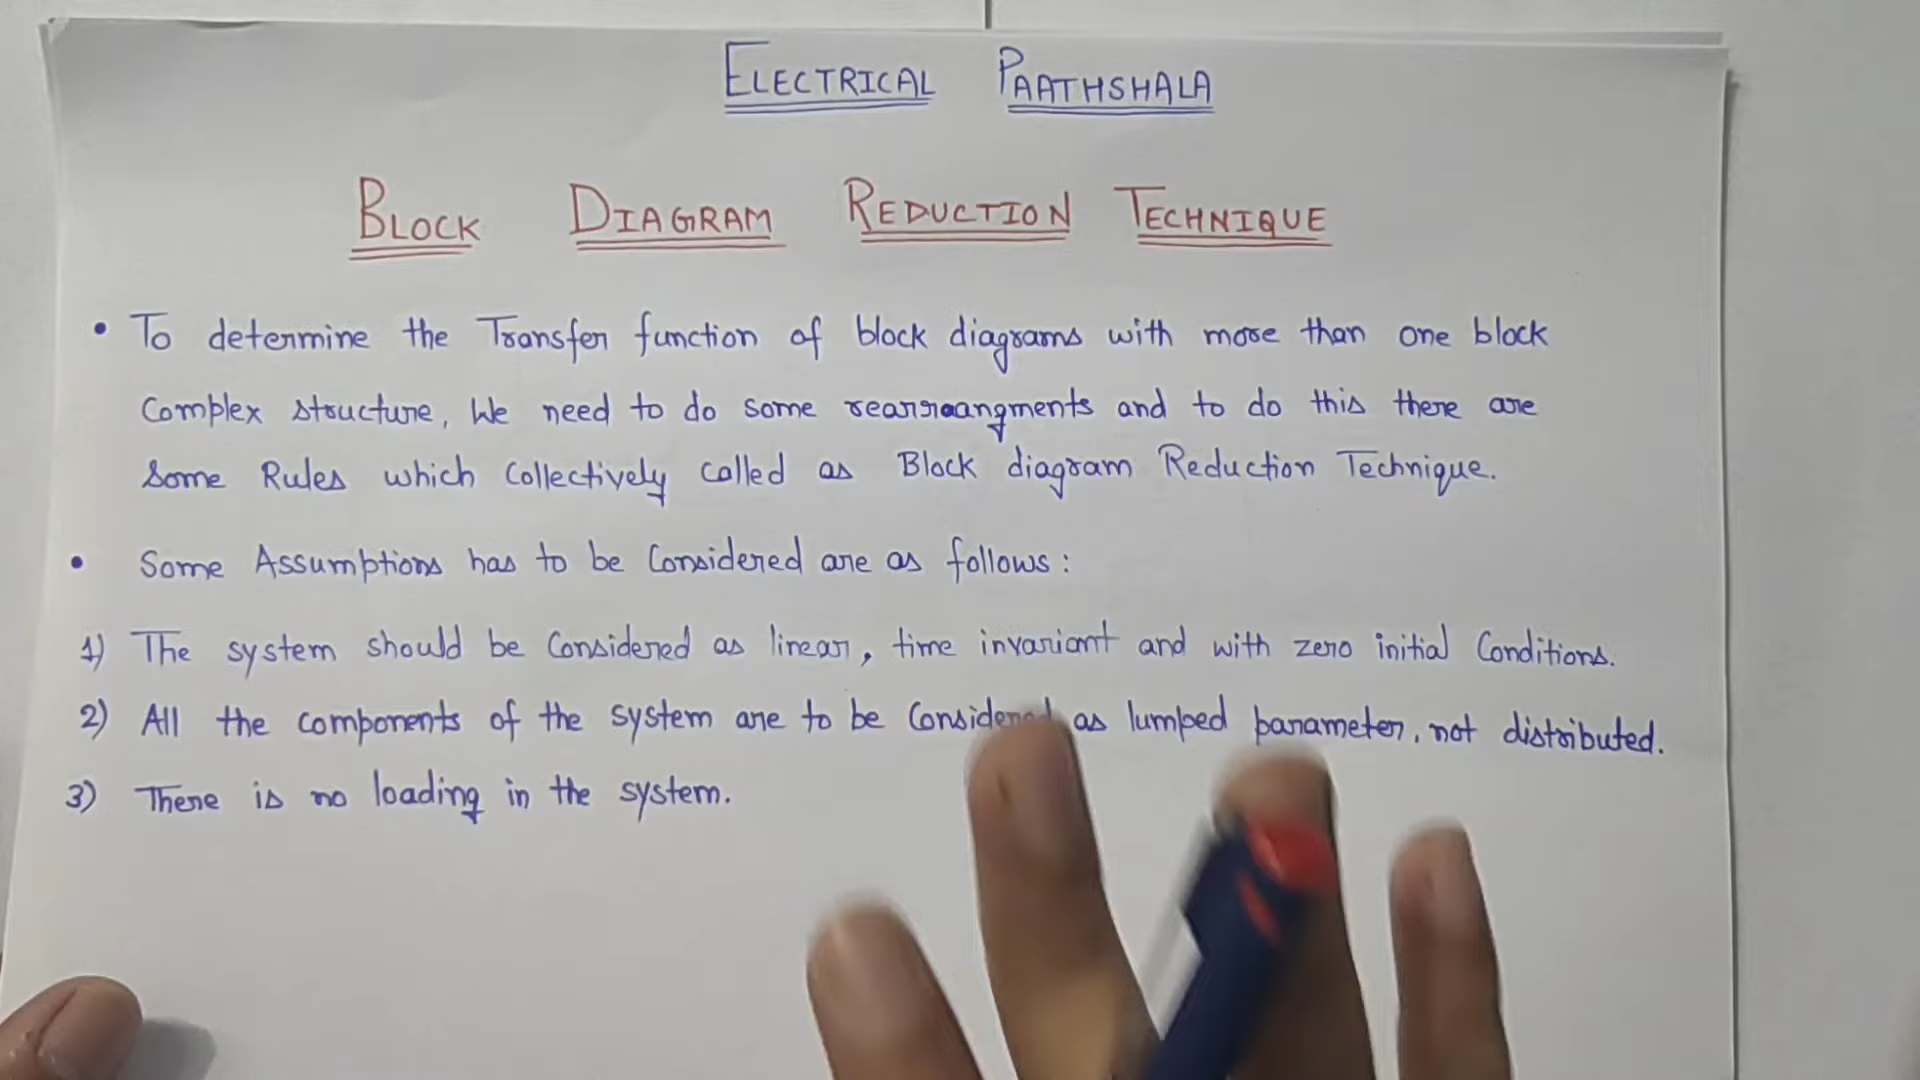 ELECTRICAL PAATHSHALA
BLOCK DIAGRAM REDUCTION TECHNIQUE
• To determine the Transfer function of block diagrams with more than one block
Complex structure, We need to do some rearrangments and to do this there are
Some Rules which Collectively called as Block diagram Reduction Technique.
• Some Assumptions has to be Considered are as follows:
1) The system should be Considered as linear, time invariant and with zero initial Conditions.
2) All the components of the system are to be Considered as lumped parameter, not distributed.
3) There is no loading in the system.